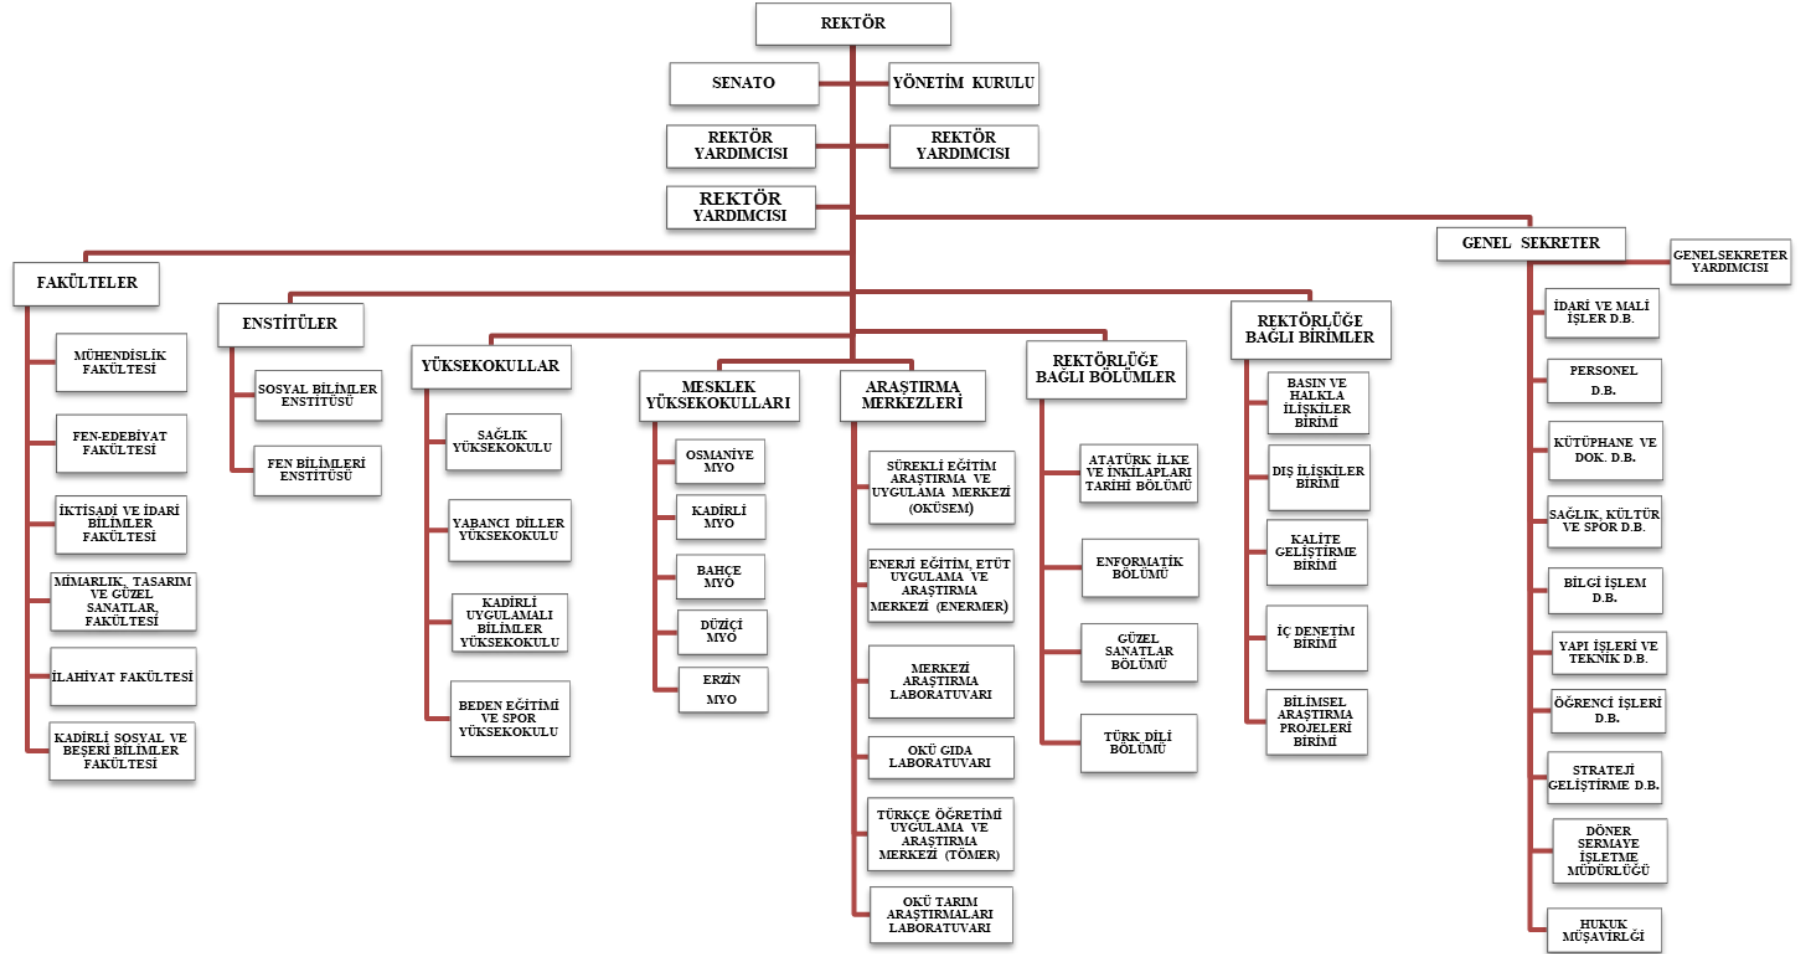 REKTÖR
SENATO
YÖNETİM KURULU
REKTÖR
YARDIMCISI
REKTÖR
YARDIMCISI
REKTÖR
YARDIMCISI
GENEL SEKRETER
GENELSEKRETER
YARDIMCISI
FAKÜLTELER
MÜHENDİSLİK
FAKÜLTESİ
FEN-EDEBİYAT
FAKÜLTESİ
İKTİSADİ VE İDARİ
BİLİMLER
FAKÜLTESİ
MİMARLIK, TASARIM
VE GÜZEL
SANATLAR,
FAKÜLTESİ
İLAHİYAT FAKÜLTESİ
KADİRLİ SOSYAL VE
BEŞERİ BİLİMLER
FAKÜLTESİ
ENSTİTÜLER
SOSYAL BİLİMLER
ENSTİTÜSÜ
FEN BİLİMLERİ
ENSTİTÜSÜ
YÜKSEKOKULLAR
SAĞLIK
YÜKSEKOKULU
YABANCI DİLLER
YÜKSEKOKULU
KADİRLİ
UYGULAMALI
BİLİMLER
YÜKSEKOKULU
BEDEN EĞİTİMİ
VE SPOR
YÜKSEKOKULU
MESKLEK
YÜKSEKOKULLARI
OSMANİYE
MYO
KADİRLİ
MYO
BAHÇE
MYO
DÜZİÇİ
MYO
ERZİN
MYO
ARAŞTIRMA
MERKEZLERİ
SÜREKLİ EĞİTİM
ARAŞTIRMA VE
UYGULAMA MERKEZİ
(OKÜSEM)
ENERJİ EĞİTİM, ETÜT
UYGULAMA VE
ARAŞTIRMA
MERKEZİ (ENERMER)
MERKEZİ
ARAŞTIRMA
LABORATUVARI
OKÜ GIDA
LABORATUVARI
TÜRKÇE ÖĞRETİMİ
UYGULAMA VE
ARAŞTIRMA
MERKEZİ (TÖMER)
OKÜ TARIM
ARAŞTIRMALARI
LABORATUVARI
REKTÖRLÜĞE
BAĞLI BÖLÜMLER
ATATÜRK İLKE
VE İNKILAPLARI
TARİHİ BÖLÜMÜ
ENFORMATİK
BÖLÜMÜ
GÜZEL
SANATLAR
BÖLÜMÜ
TÜRK DİLİ
BÖLÜMÜ
REKTÖRLÜĞE
BAĞLI BİRİMLER
BASIN VE
HALKLA
İLİŞKİLER
BİRİMİ
DIŞ İLİŞKİLER
BİRİMİ
KALİTE
GELİŞTİRME
BİRİMİ
İÇ DENETİM
BİRİMİ
BİLİMSEL
ARAŞTIRMA
PROJELERİ
BİRİMİ
İDARİ VE MALİ
İŞLER D.B.
PERSONEL
D.B.
KÜTÜPHANE VE
DOK. D.B.
SAĞLIK, KÜLTÜR
VE SPOR D.B.
BİLGİ İŞLEM
D.B.
YAPI İŞLERİ VE
TEKNİK D.B.
ÖĞRENCİ İŞLERİ
D.B.
STRATEJİ
GELİŞTİRME D.B.
DÖNER
SERMAYE
İŞLETME
MÜDÜRLÜĞÜ
HUKUK
MÜŞAVİRLĞİ